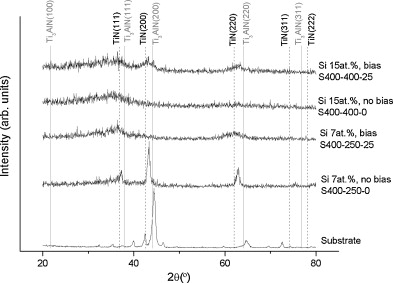 Ti3AlN(100)
TiN(111)
Ti3AlN(111)
TiN(200)
Ti3AlN(200)
TiN(220)
Ti3AlN(220)
TiN(311)
Ti3AlN(311)
TiN(222)
Intensity (arb. units)
Si 15at.%, bias
S400-400-25
Si 15at.%, no bias
S400-400-0
Si 7at.%, bias
S400-250-25
Si 7at.%, no bias
S400-250-0
Substrate
20 40 60 80
2θ(º)